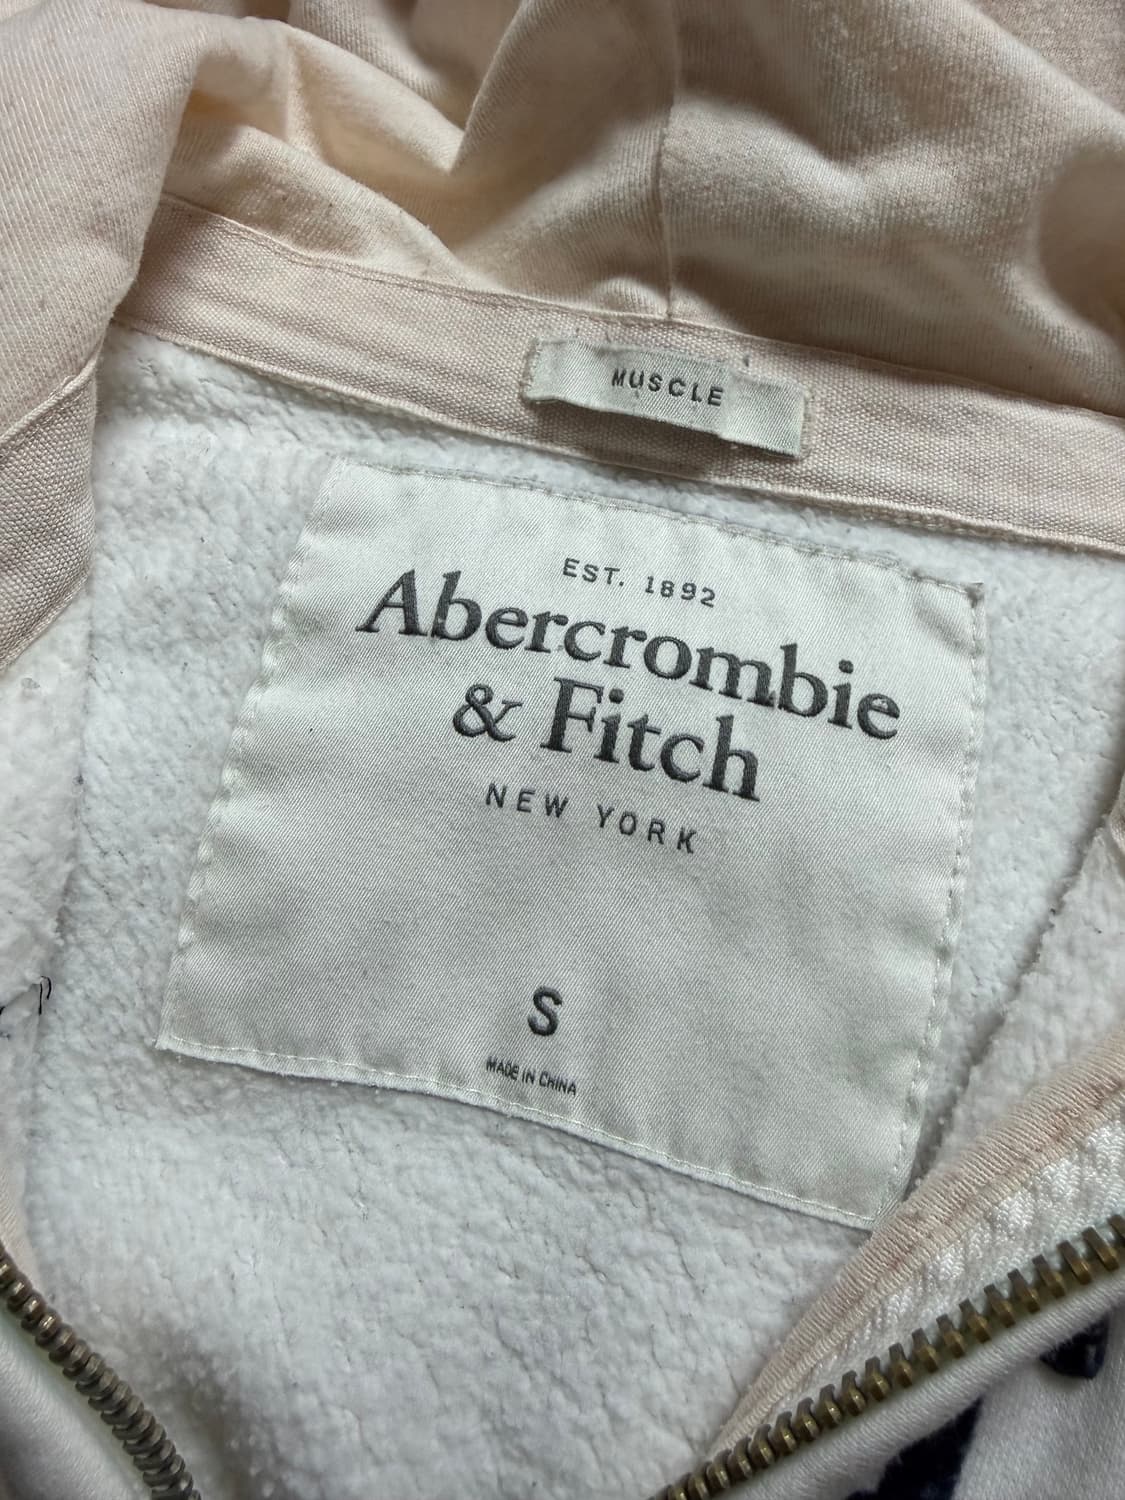 MUSCLE
EST. 1892
Abercrombie
& Fitch
NEW YORK
S
MADE IN CHINA